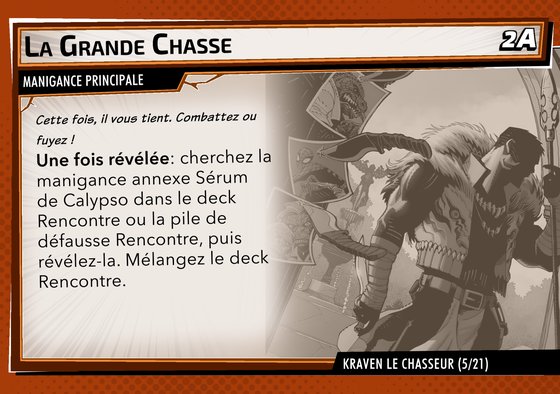 La Grande Chasse
2A
Manigance Principale
Cette fois, il vous tient. Combattez ou
fuyez !
Une fois révélée: cherchez la
manigance annexe Sérum
de Calypso dans le deck
Rencontre ou la pile de
défausse Rencontre, puis
révélez-la. Mélangez le deck
Rencontre.
Kraven le Chasseur (5/21)